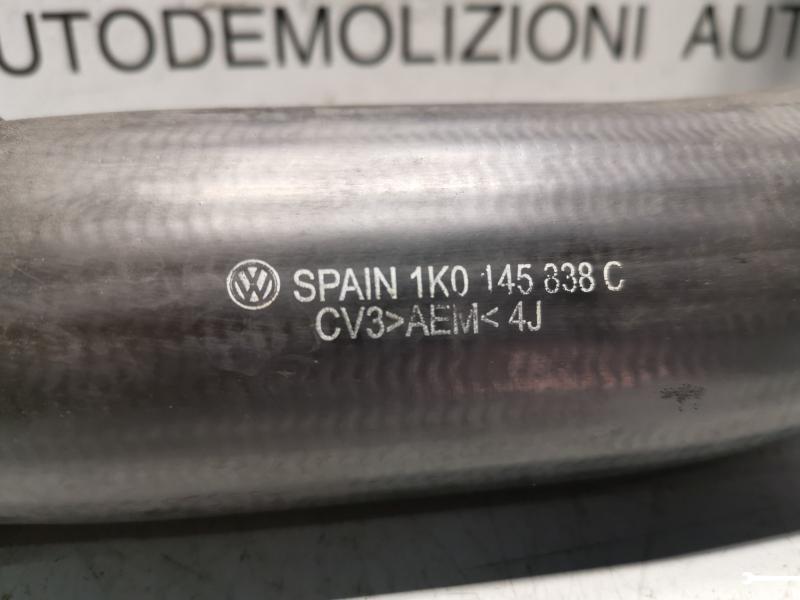 UTODEMOLIZIONI AUT
SPAIN 1K0 145 838 C
CV3>AEM< 4J